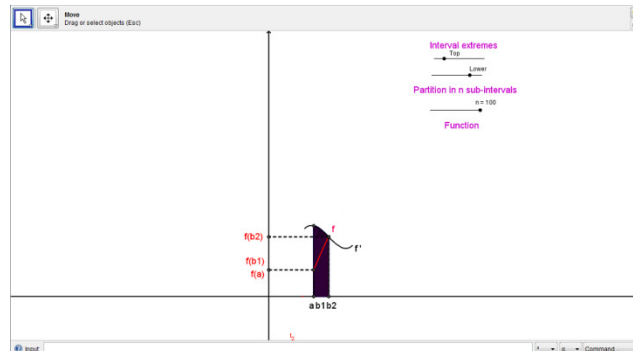 Move
Drag or select objects (Esc)
Interval extremes
Top
Lower
Partition in n sub-intervals
n = 100
Function
f
f(b2)
f'
f(b1)
f(a)
ab1b2
Input:
Command...